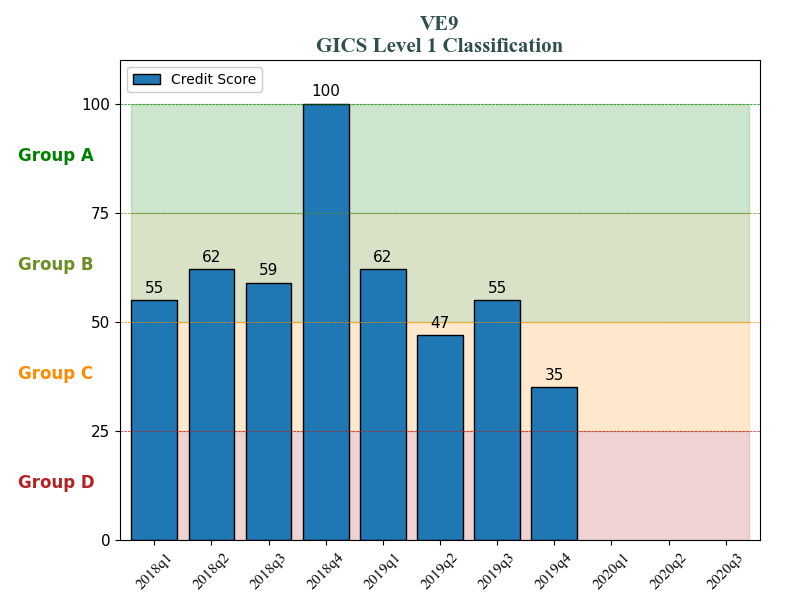 VE9
GICS Level 1 Classification
Credit Score
100
75
50
25
0
Group A
Group B
Group C
Group D
55
62
59
100
62
47
55
35
2018q1
2018q2
2018q3
2018q4
2019q1
2019q2
2019q3
2019q4
2020q1
2020q2
2020q3